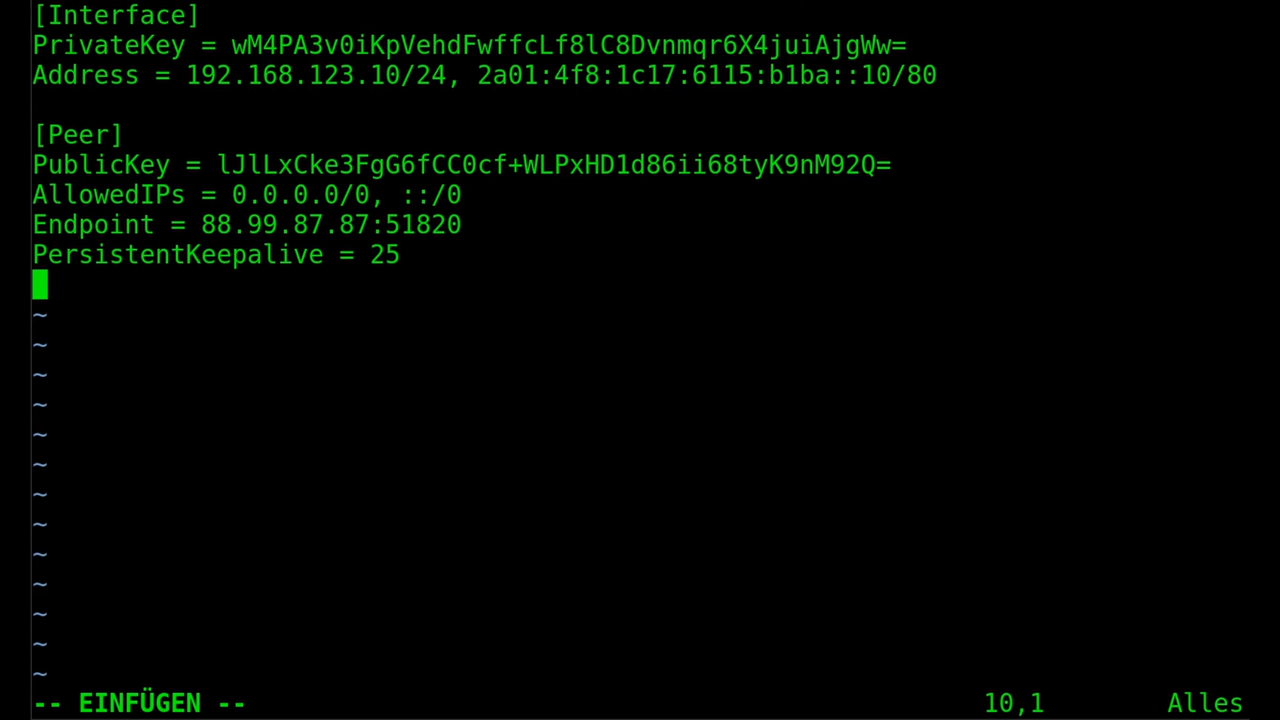 [Interface]
PrivateKey = wM4PA3v0iKpVehdFwffcLf8lC8Dvnmqr6X4juiAjgWw=
Address = 192.168.123.10/24, 2a01:4f8:1c17:6115:b1ba::10/80
[Peer]
PublicKey = lJlLxCke3FgG6fCC0cf+WLPxHD1d86ii68tyK9nM92Q=
AllowedIPs = 0.0.0.0/0, ::/0
Endpoint = 88.99.87.87:51820
PersistentKeepalive = 25
~
~
~
~
~
~
~
~
~
~
~
~
~
-- EINFÜGEN -- 10,1 Alles